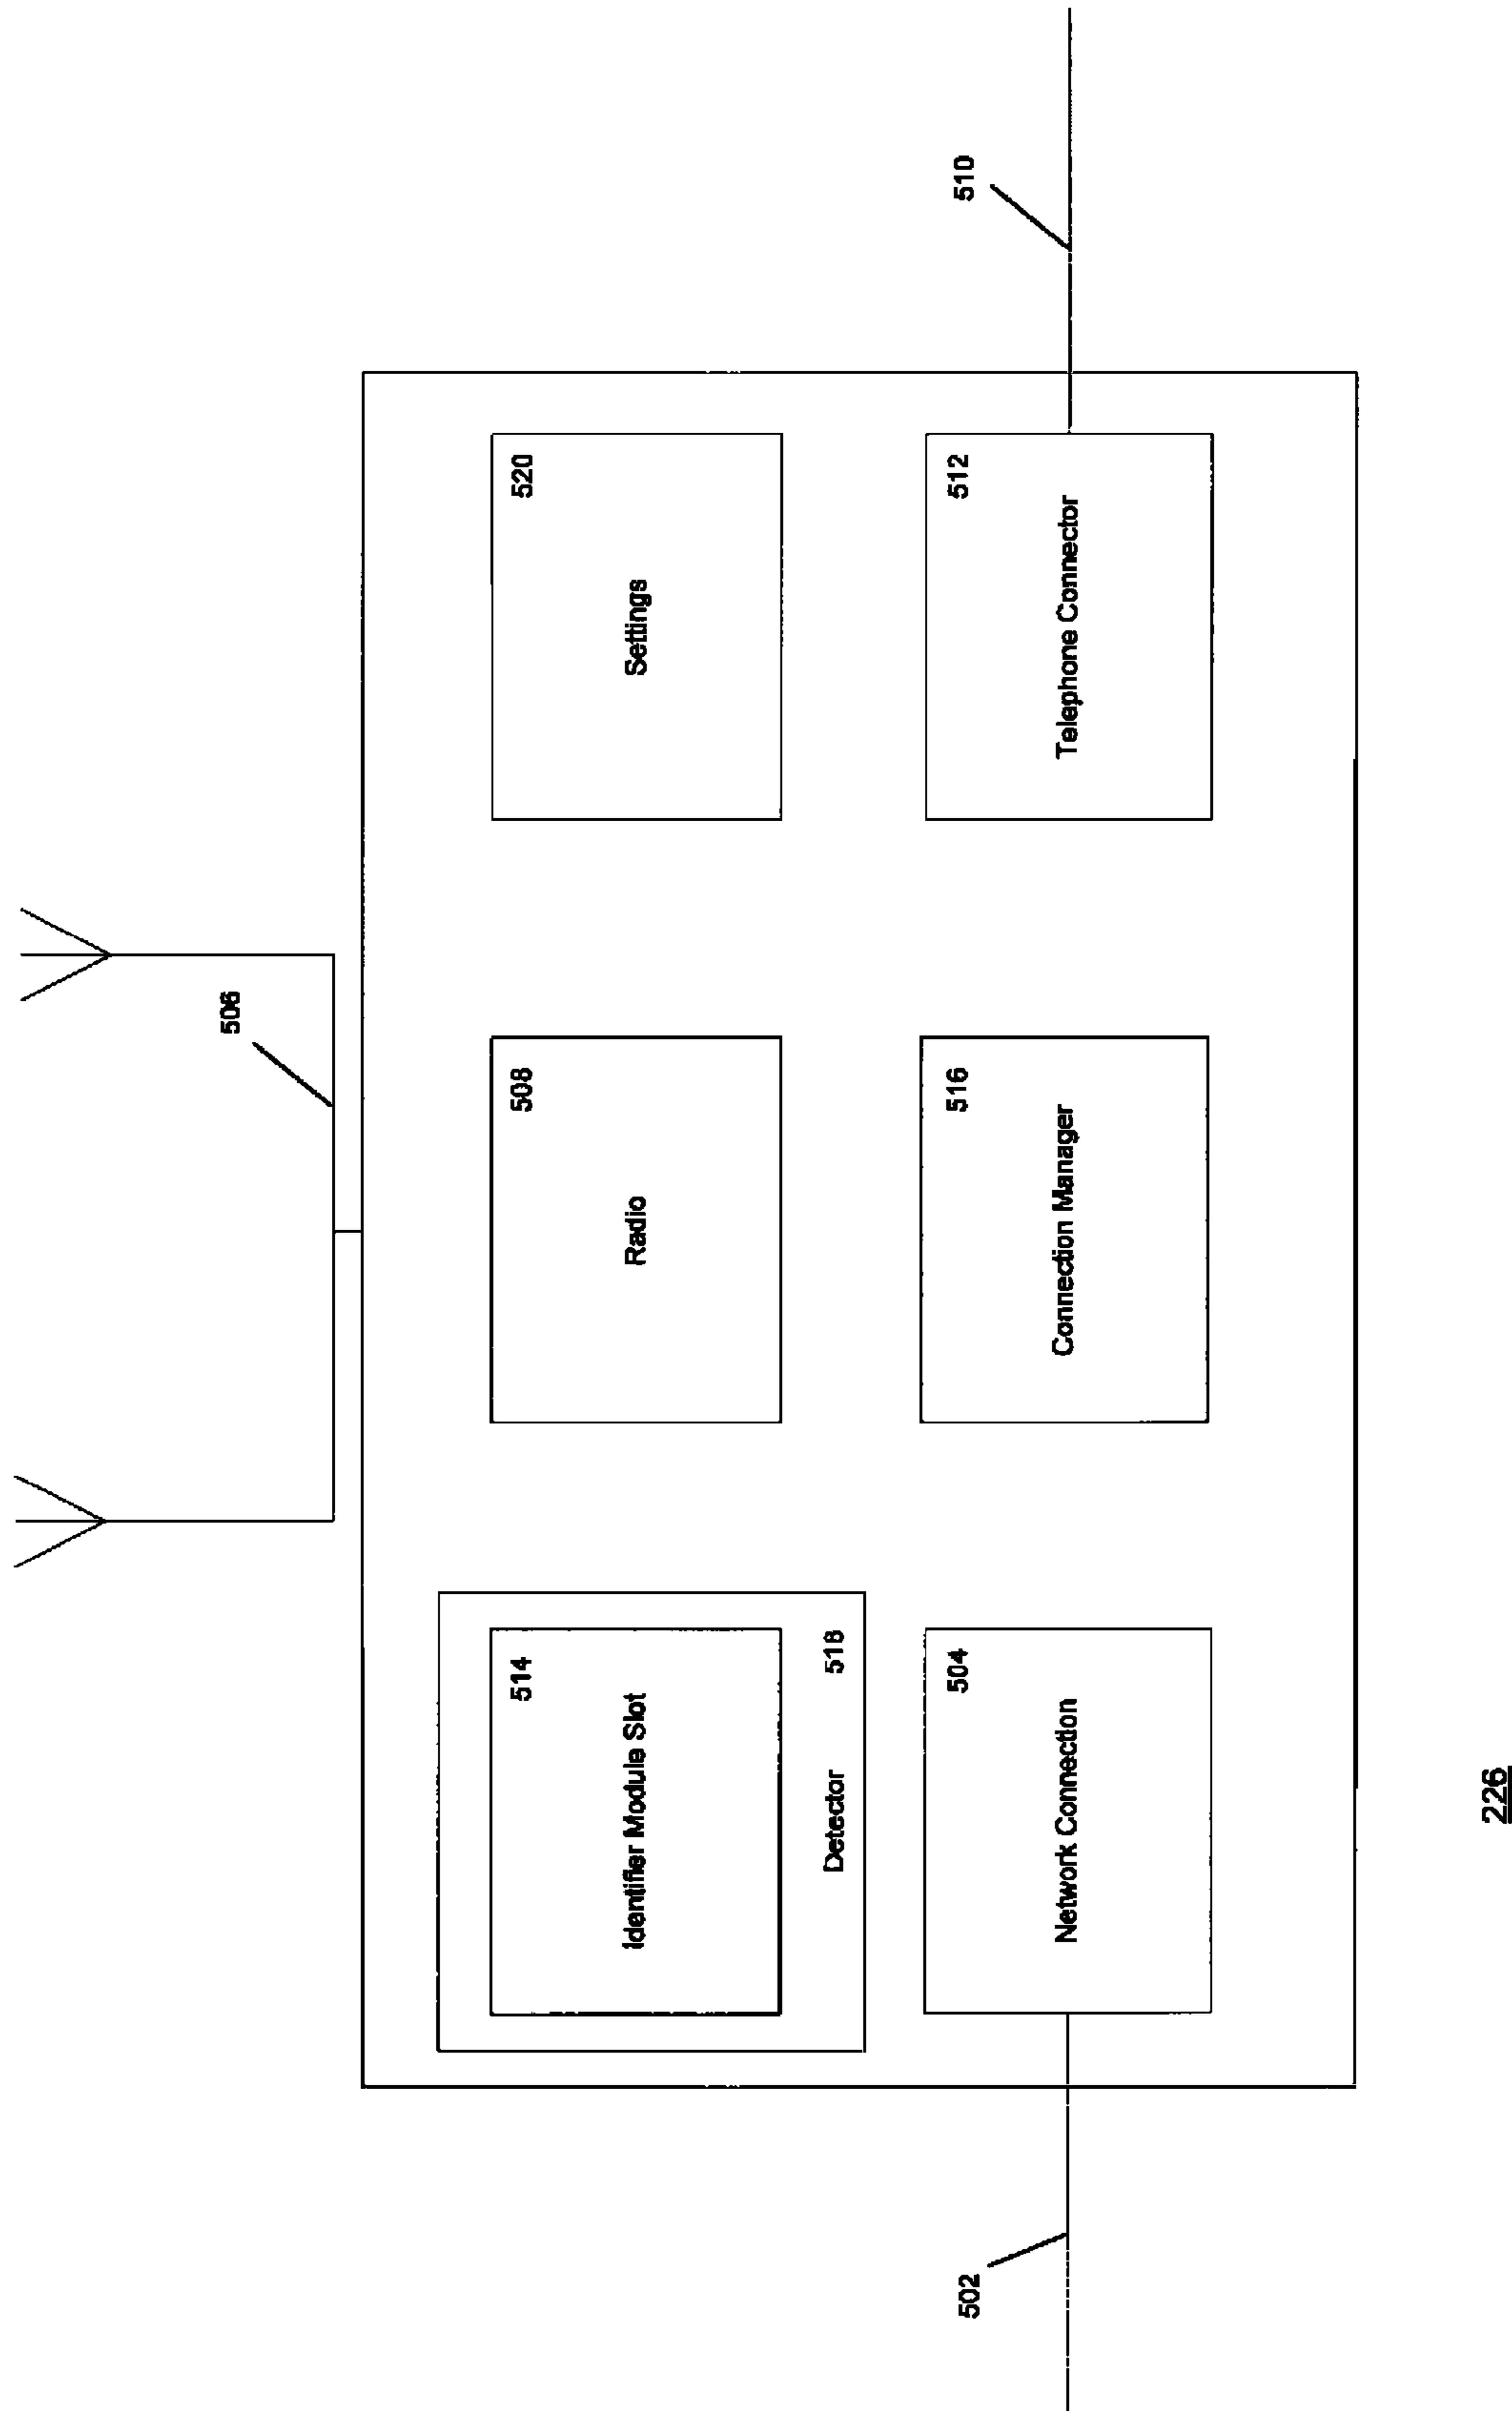 506
514
Identifier Module Slot
Detector 518
508
Radio
520
Settings
502
504
Network Connection
516
Connection Manager
512
Telephone Connector
510
226